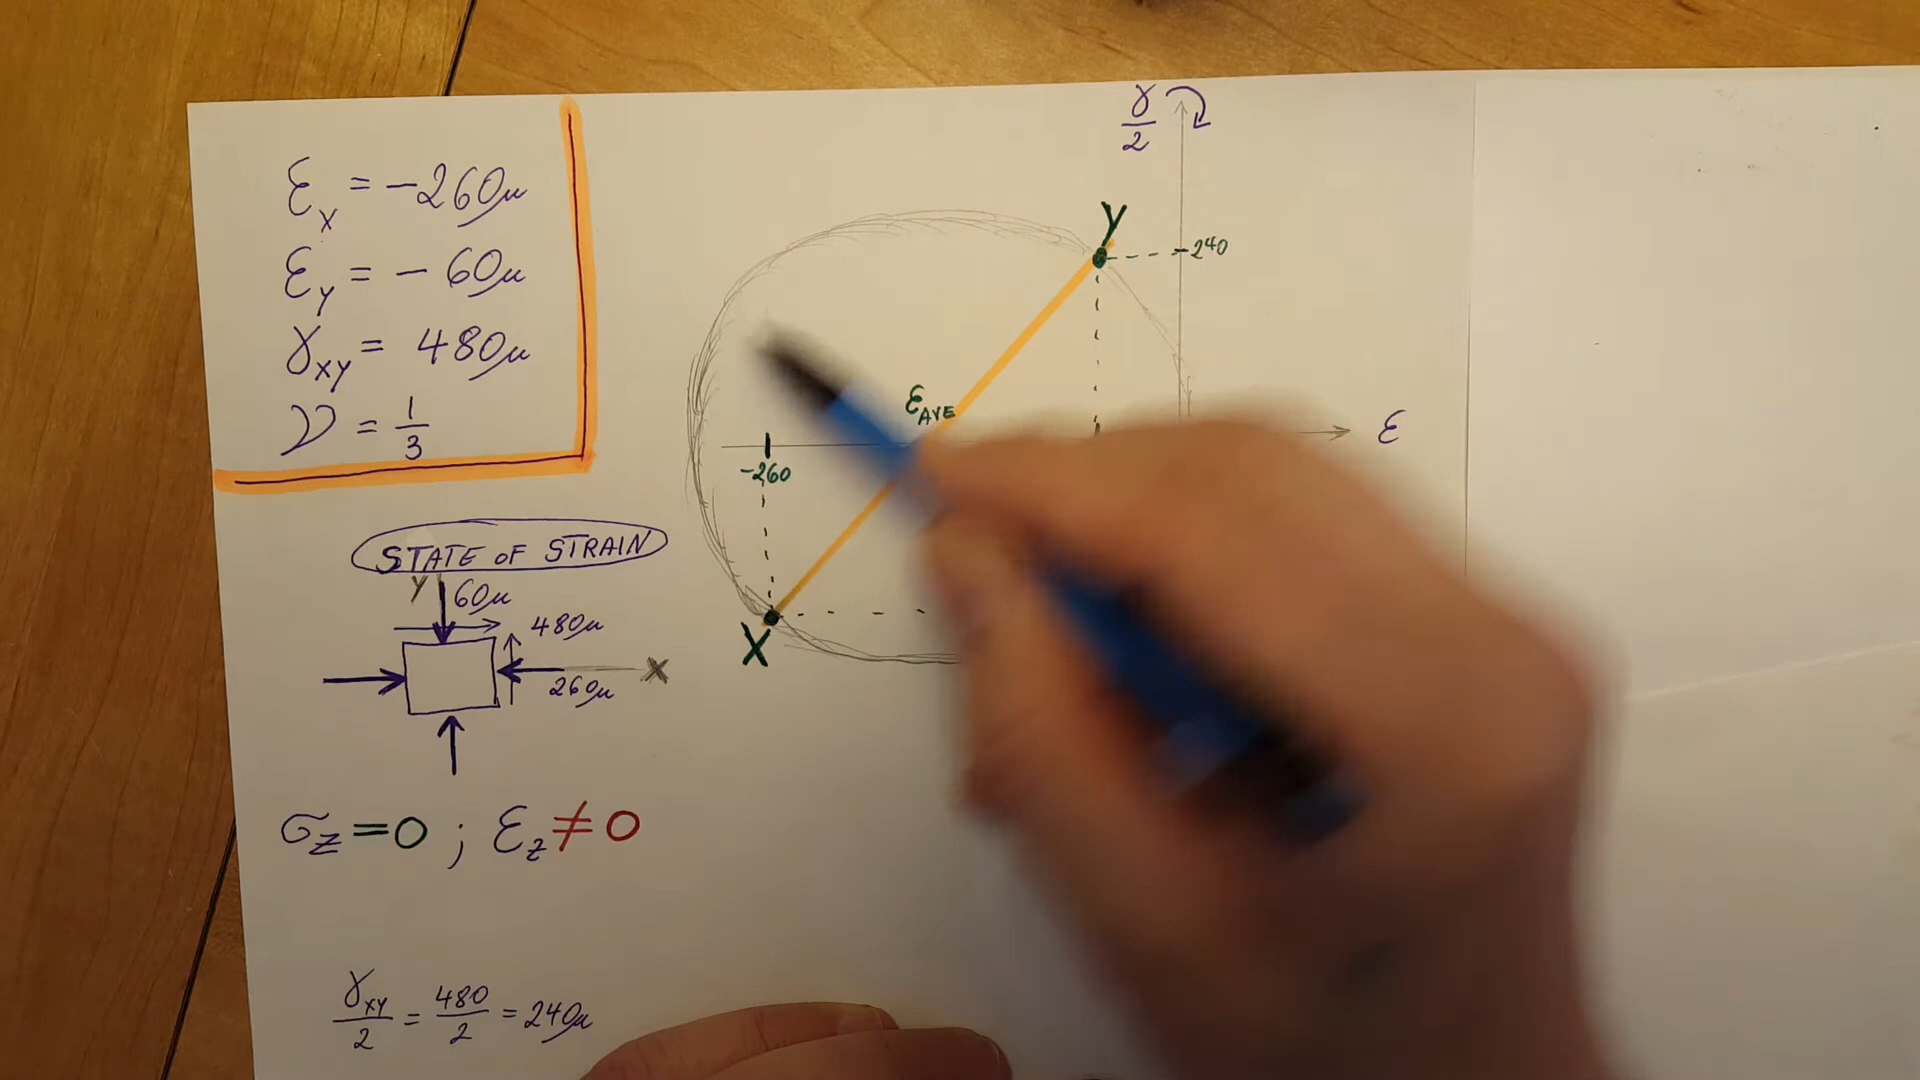 εx = -260μ
εy = - 60μ
γxy = 480μ
ν = 1/3
STATE OF STRAIN
Y
60μ
480μ
X
260μ
σz = 0 ; εz ≠ 0
γxy/2 = 480/2 = 240μ
γ/2
Y
240
εAVE
ε
-260
X